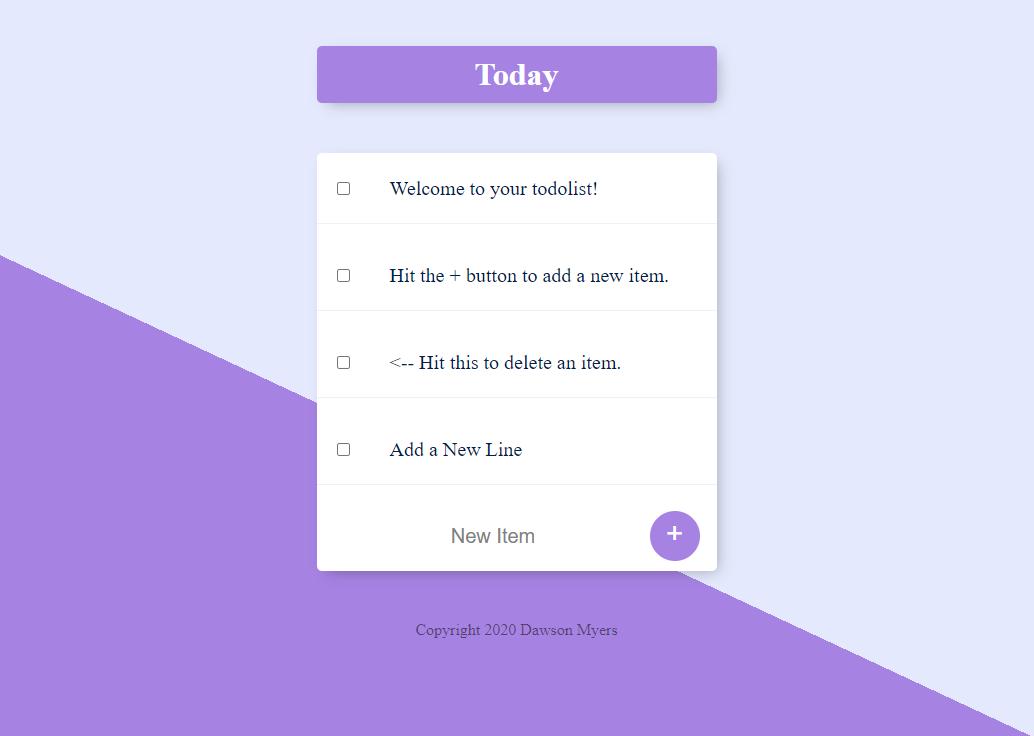 Today
Welcome to your todolist!
Hit the + button to add a new item.
<-- Hit this to delete an item.
Add a New Line
New Item
+
Copyright 2020 Dawson Myers